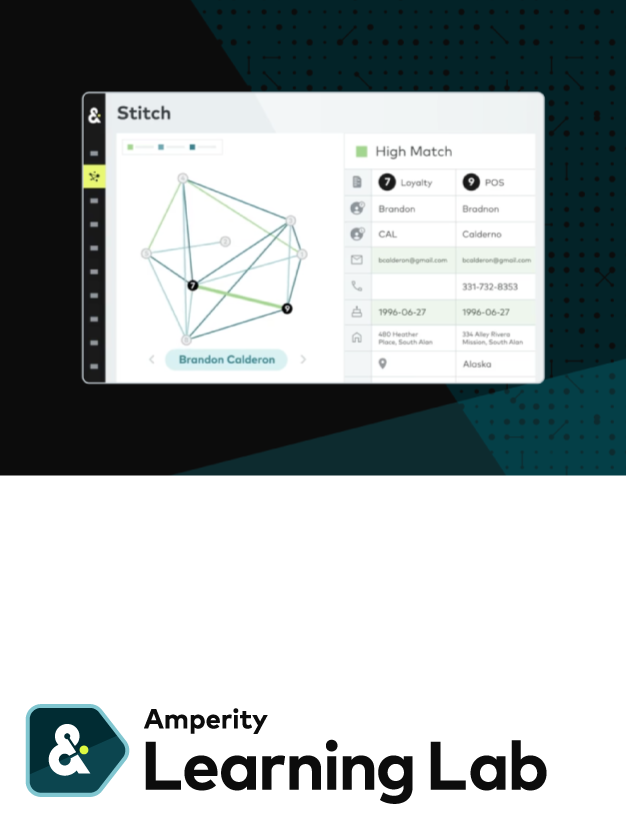 &
Stitch
High Match
7 Loyalty
9 POS
Brandon
Bradnon
CAL
Calderno
bcalderon@gmail.com
bcalderon@gmail.com
331-732-8353
1996-06-27
1996-06-27
480 Heather
Place, South Alan
334 Alley Rivera
Mission, South Alan
Alaska
7
9
Brandon Calderon
&
Amperity
Learning Lab